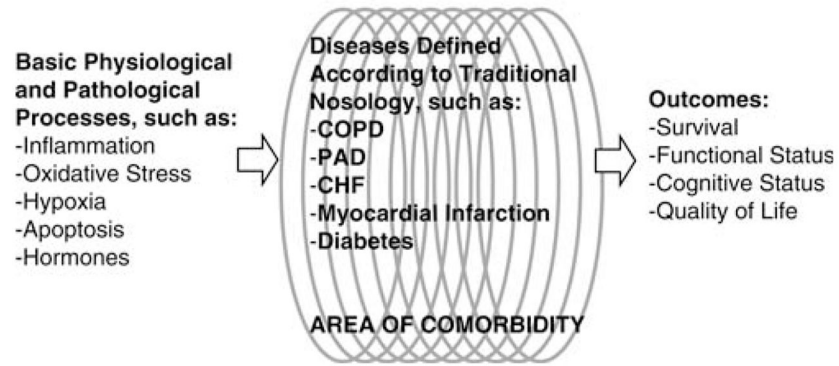 Basic Physiological
and Pathological
Processes, such as:
-Inflammation
-Oxidative Stress
-Hypoxia
-Apoptosis
-Hormones
Diseases Defined
According to Traditional
Nosology, such as:
-COPD
-PAD
-CHF
-Myocardial Infarction
-Diabetes
AREA OF COMORBIDITY
Outcomes:
-Survival
-Functional Status
-Cognitive Status
-Quality of Life